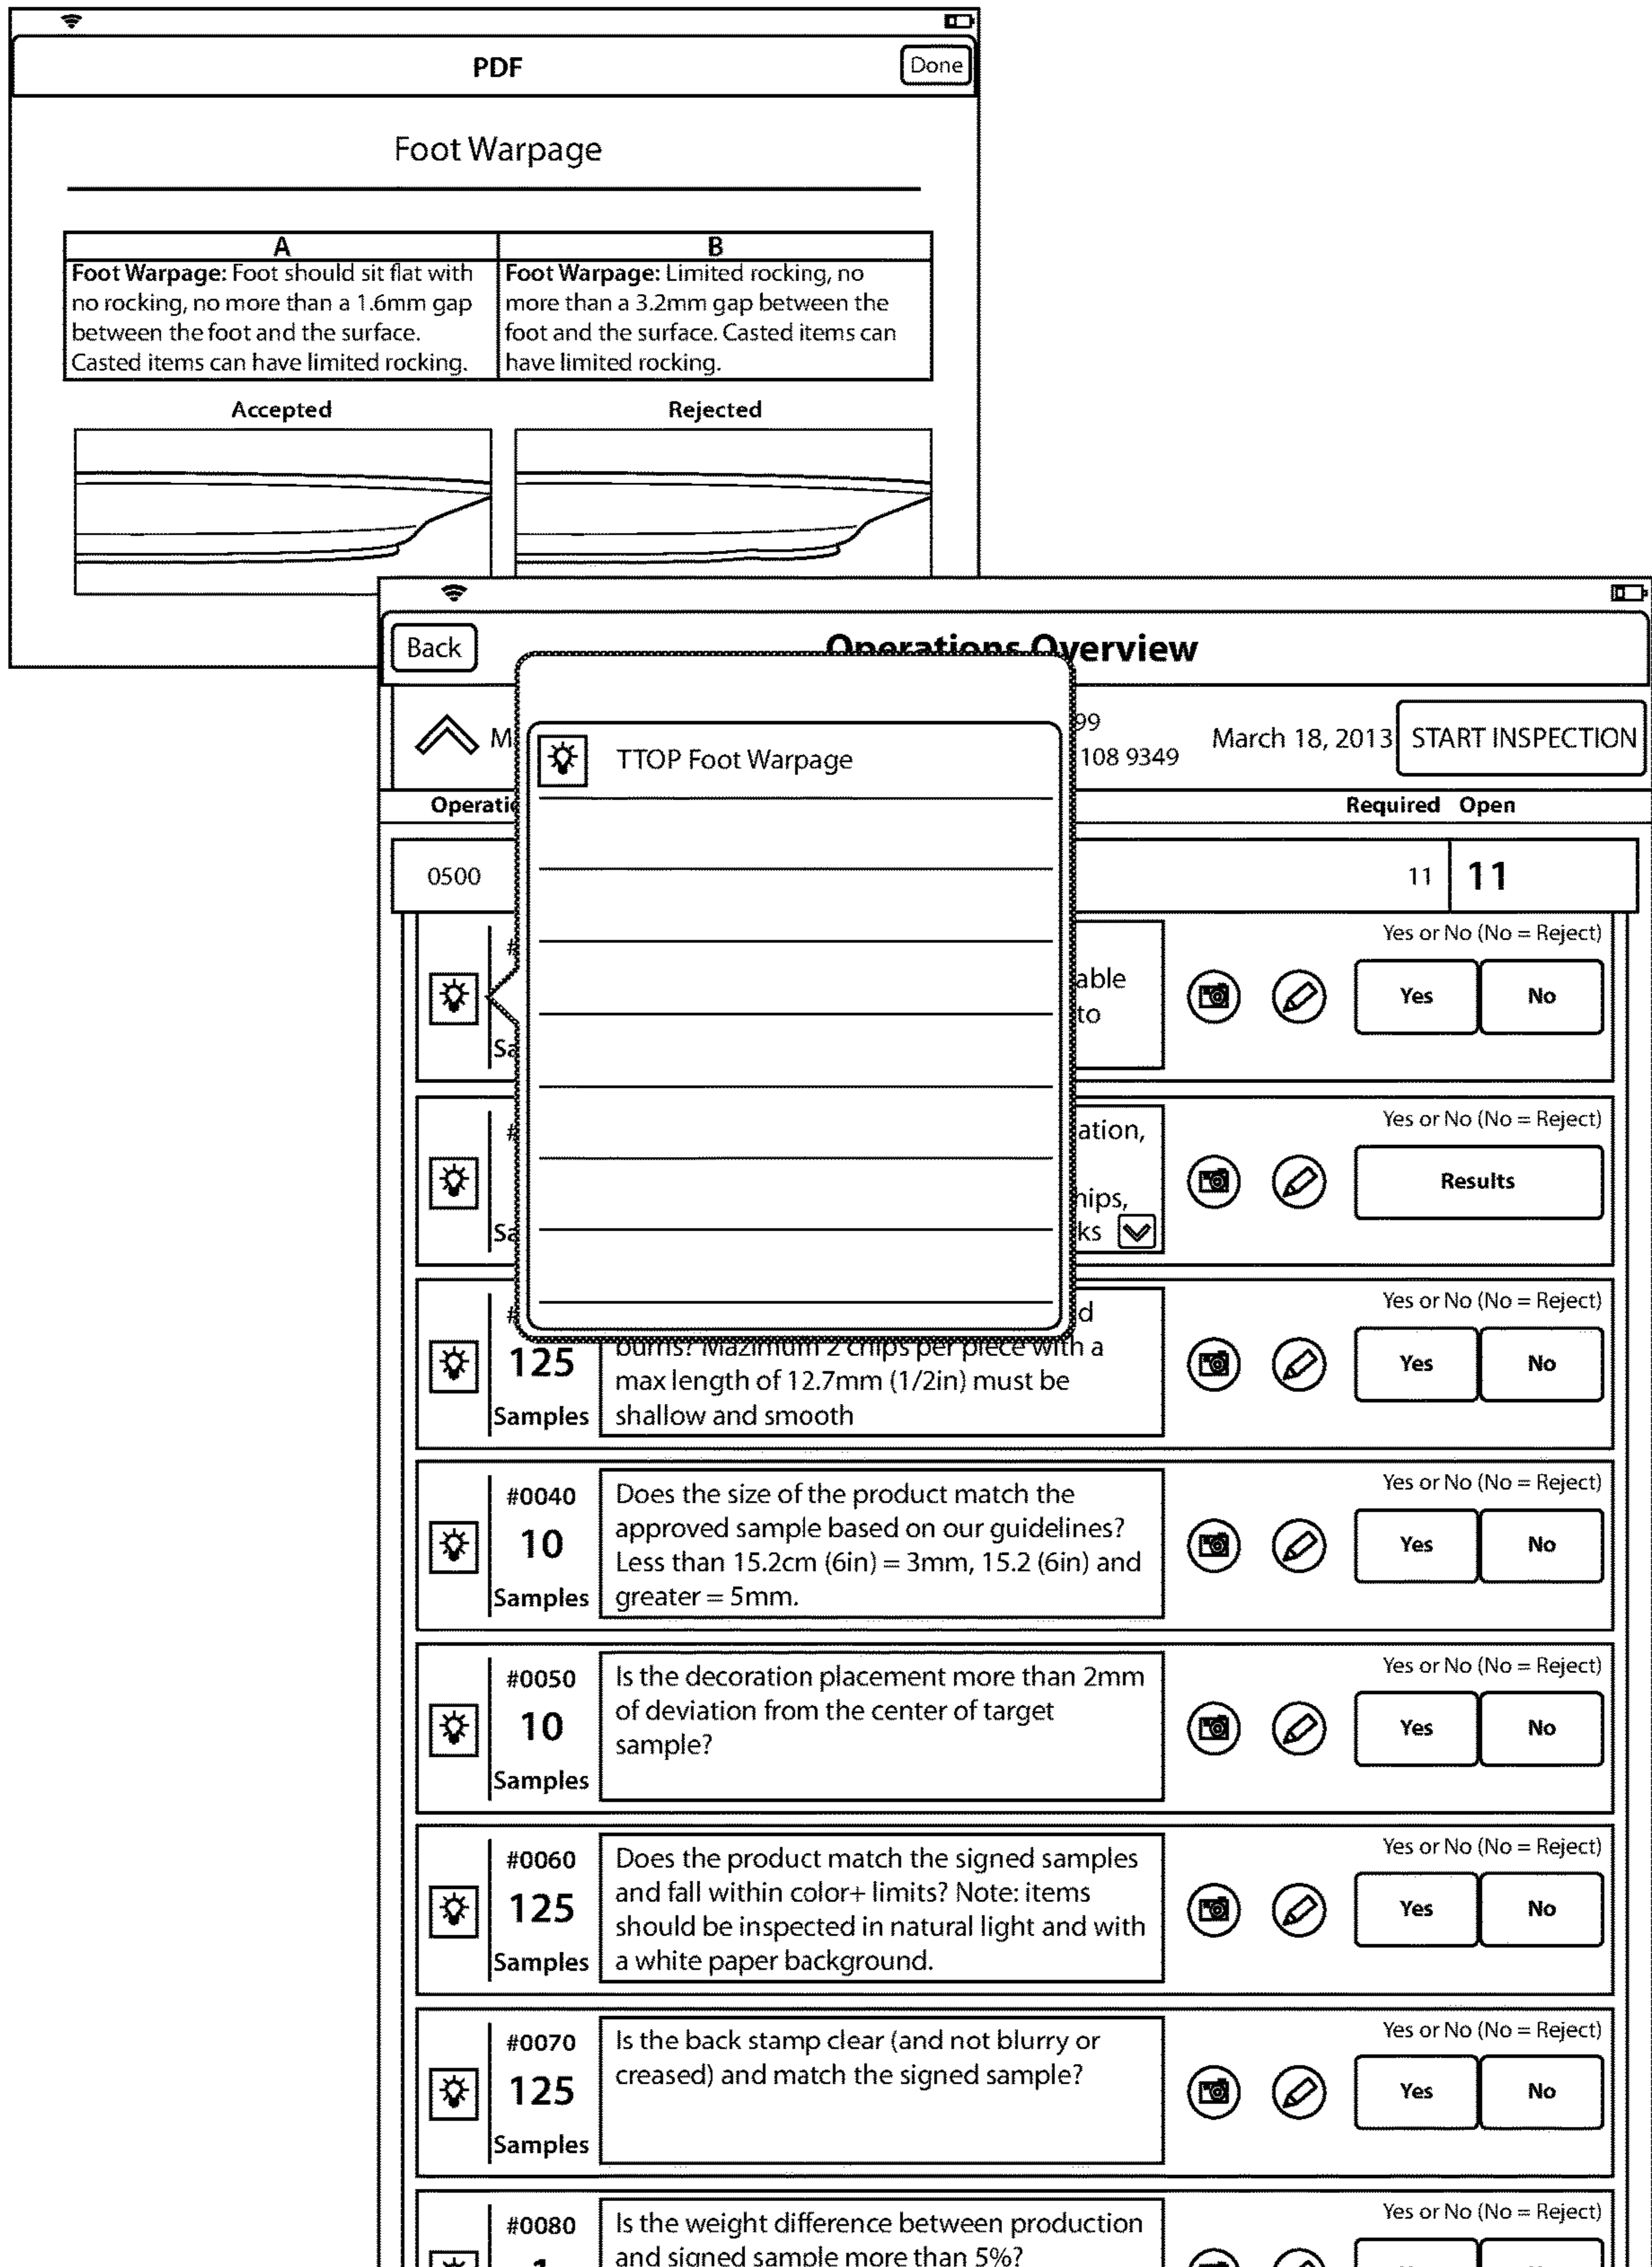 PDF
Done
Foot Warpage
A
B
Foot Warpage: Foot should sit flat with
no rocking, no more than a 1.6mm gap
between the foot and the surface.
Casted items can have limited rocking.
Foot Warpage: Limited rocking, no
more than a 3.2mm gap between the
foot and the surface. Casted items can
have limited rocking.
Accepted
Rejected
Back
Operations Overview
99
108 9349
March 18, 2013
START INSPECTION
TTOP Foot Warpage
Required Open
0500
11
11
Yes or No (No = Reject)
able
to
Yes
No
Yes or No (No = Reject)
ation,
hips,
ks
Results
Yes or No (No = Reject)
#
125
Samples
d
burns? Mazimum 2 chips per piece with a
max length of 12.7mm (1/2in) must be
shallow and smooth
Yes
No
Yes or No (No = Reject)
#0040
10
Samples
Does the size of the product match the
approved sample based on our guidelines?
Less than 15.2cm (6in) = 3mm, 15.2 (6in) and
greater = 5mm.
Yes
No
Yes or No (No = Reject)
#0050
10
Samples
Is the decoration placement more than 2mm
of deviation from the center of target
sample?
Yes
No
Yes or No (No = Reject)
#0060
125
Samples
Does the product match the signed samples
and fall within color+ limits? Note: items
should be inspected in natural light and with
a white paper background.
Yes
No
Yes or No (No = Reject)
#0070
125
Samples
Is the back stamp clear (and not blurry or
creased) and match the signed sample?
Yes
No
Yes or No (No = Reject)
#0080
Is the weight difference between production
and signed sample more than 5%?